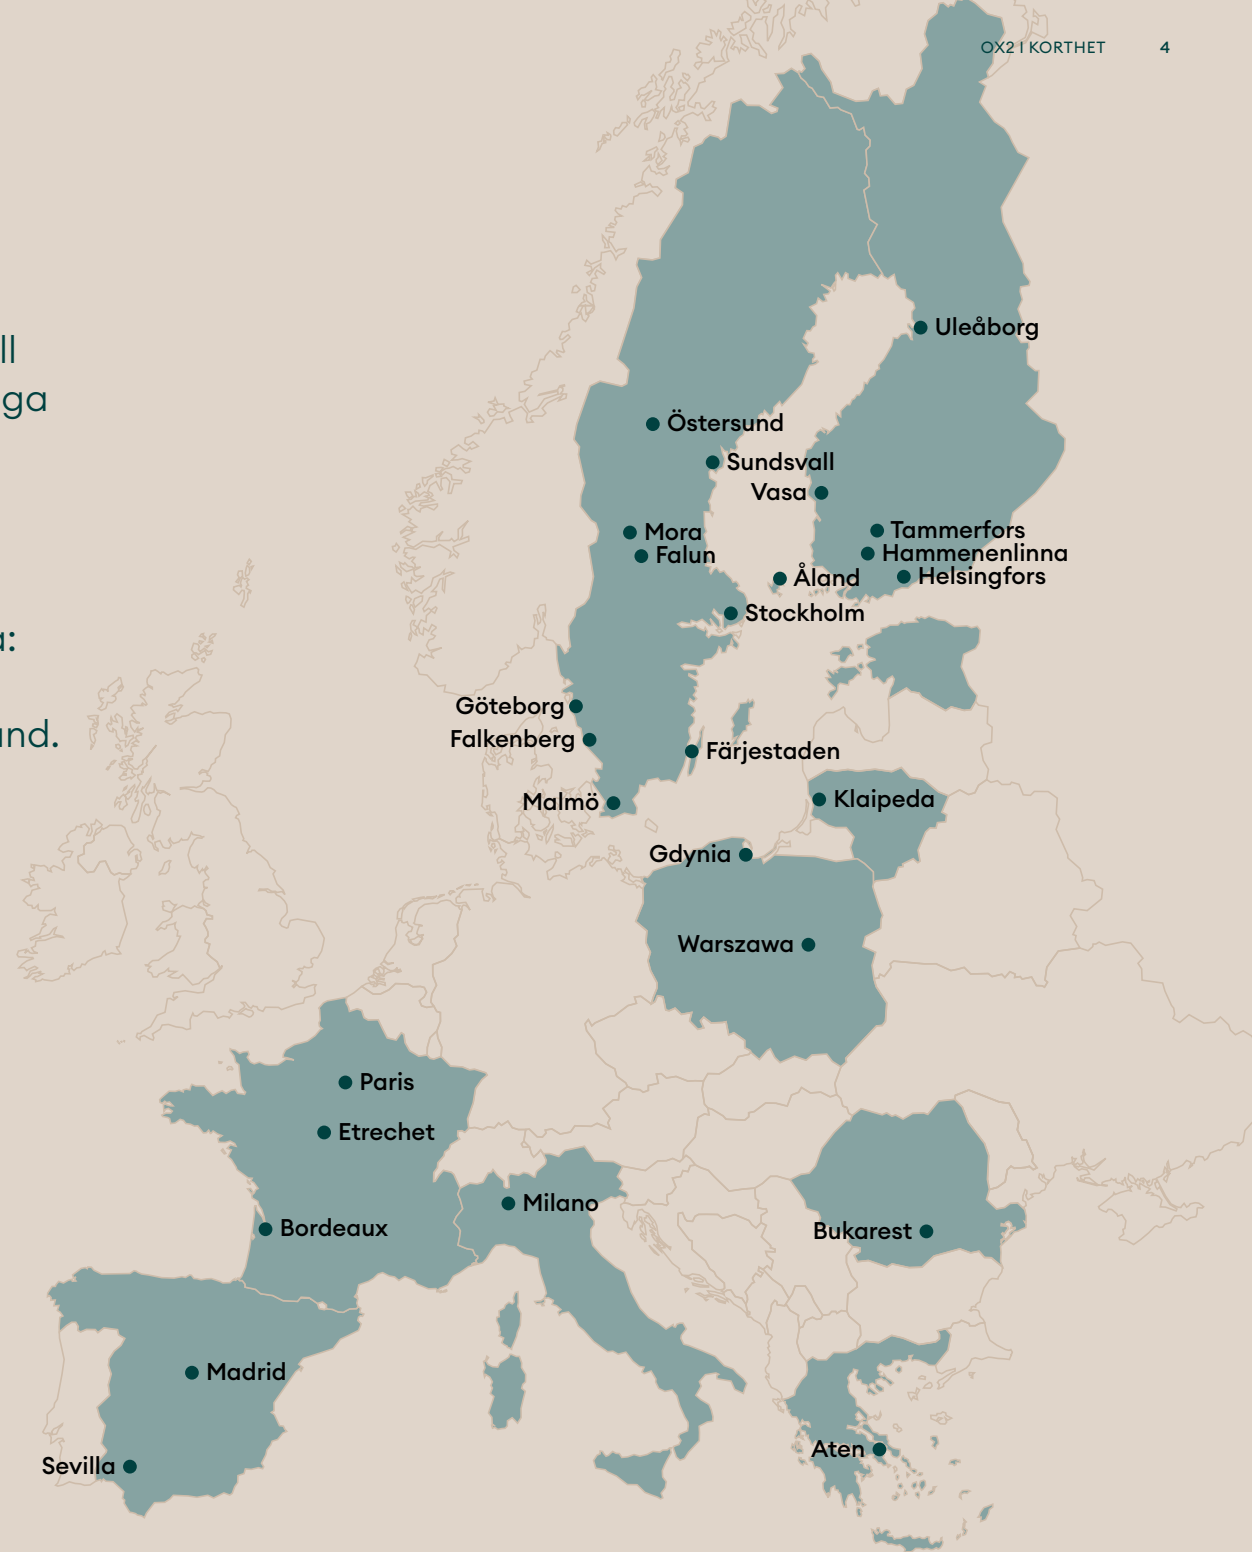 OX2 I KORTHET 4
ll
ga
a:
and.
Uleåborg
Östersund
Sundsvall
Vasa
Tammerfors
Mora
Hammenenlinna
Falun
Helsingfors
Åland
Stockholm
Göteborg
Falkenberg
Färjestaden
Malmö
Klaipeda
Gdynia
Warszawa
Paris
Etrechet
Milano
Bordeaux
Bukarest
Madrid
Aten
Sevilla